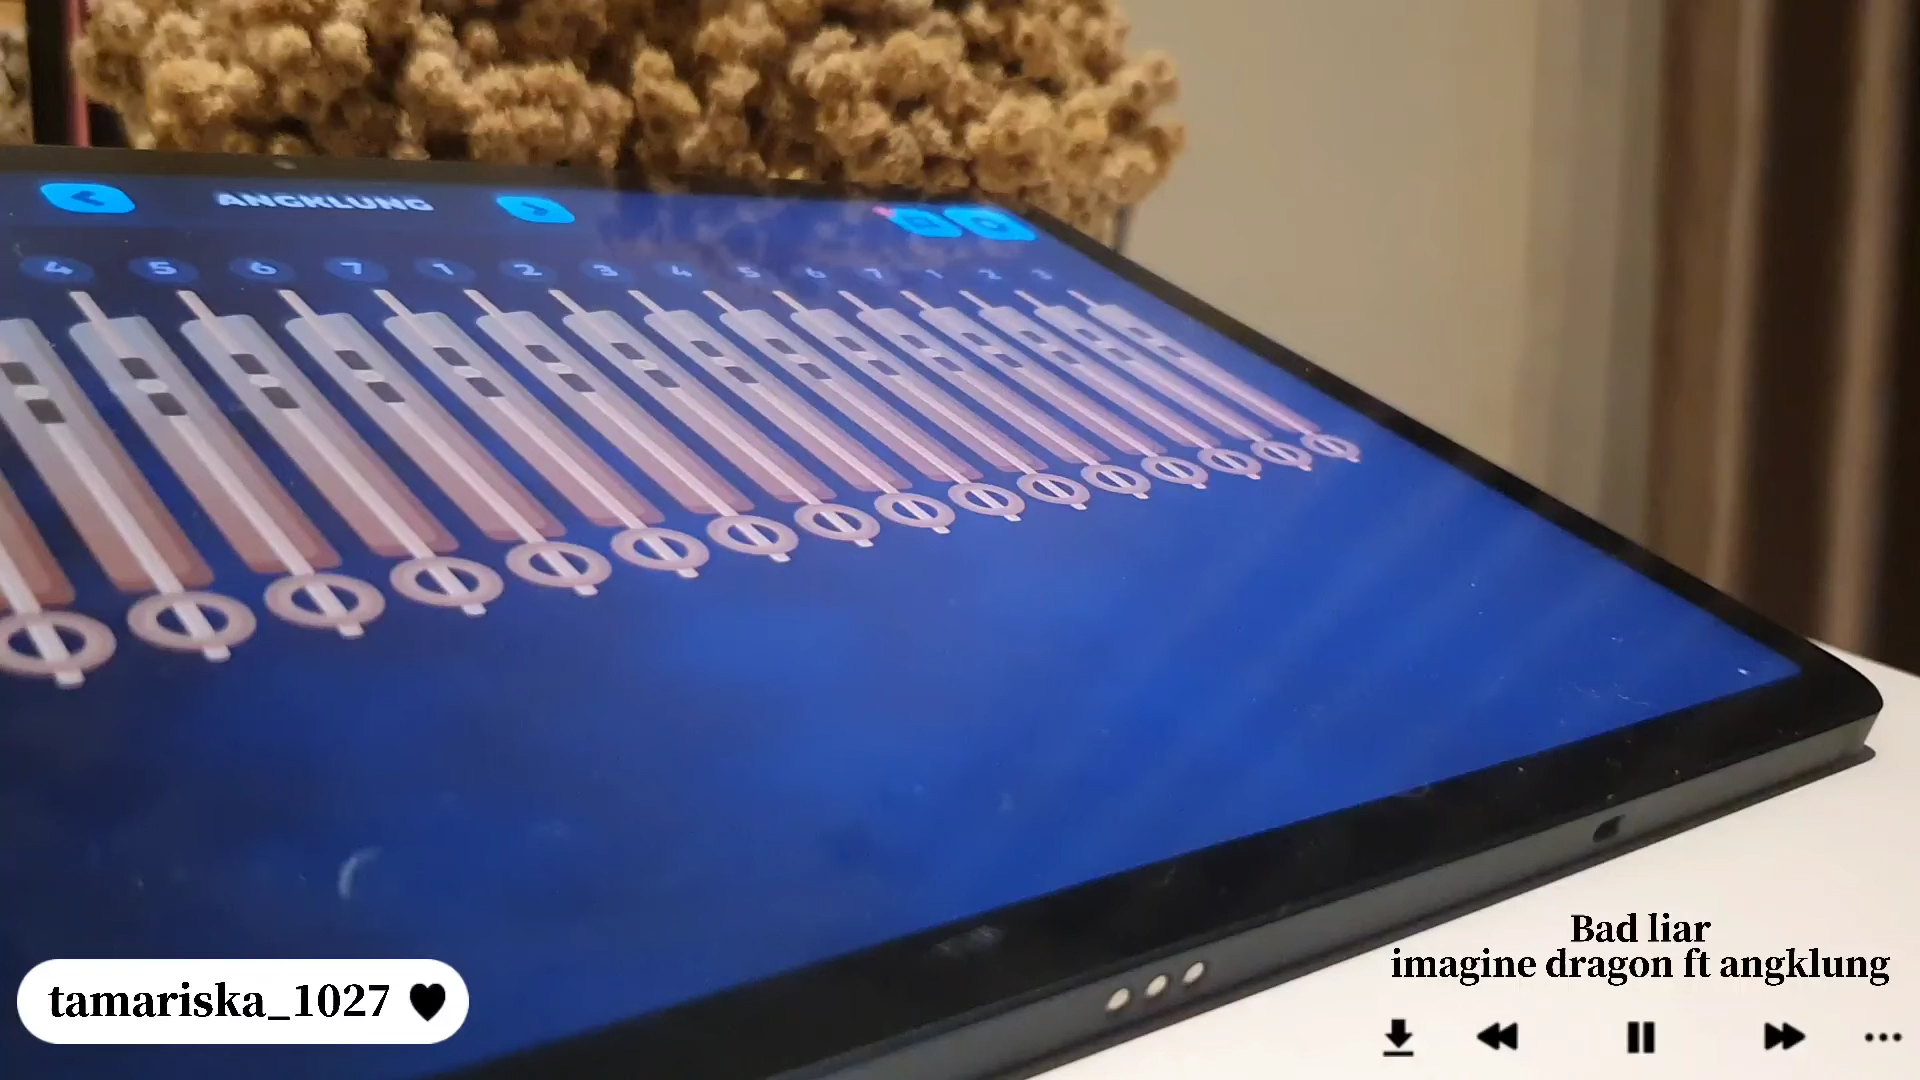 ANGKLUNG
4 5 6 7 1 2 3 4 5 6 7 1 2 3
Bad liar
imagine dragon ft angklung
tamariska_1027 🖤